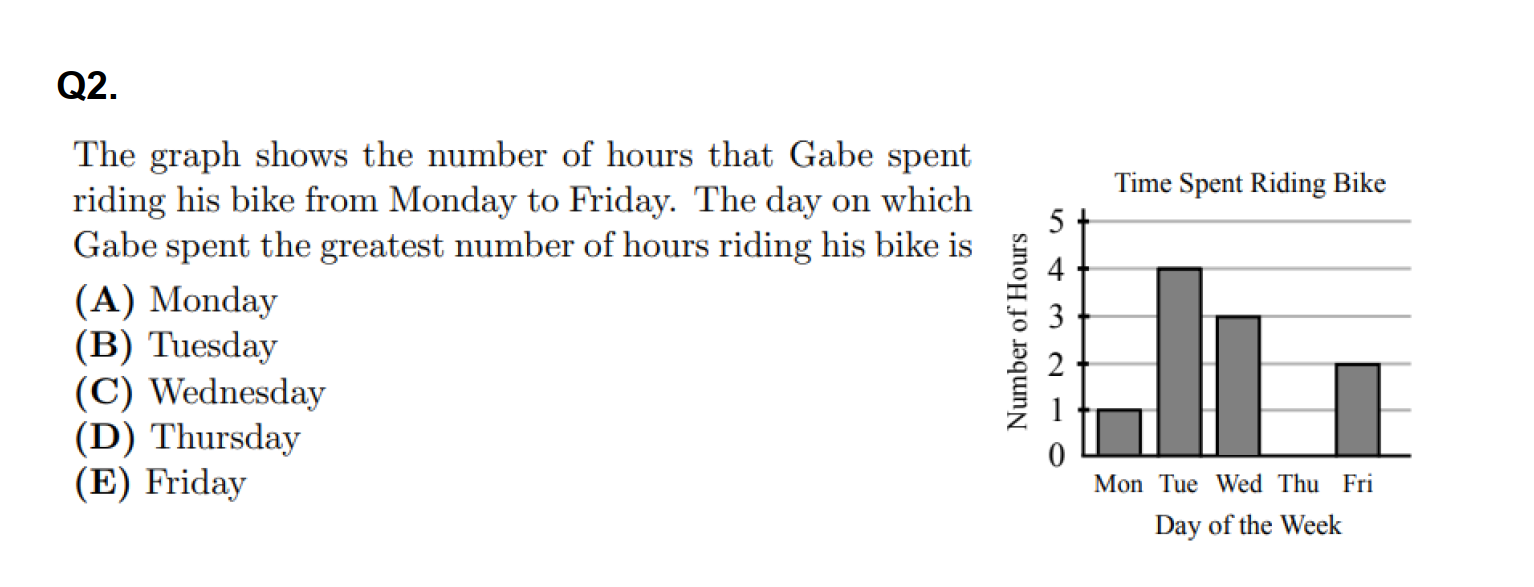 Q2.
The graph shows the number of hours that Gabe spent
riding his bike from Monday to Friday. The day on which
Gabe spent the greatest number of hours riding his bike is
(A) Monday
(B) Tuesday
(C) Wednesday
(D) Thursday
(E) Friday
Time Spent Riding Bike
Number of Hours
5
4
3
2
1
0
Mon Tue Wed Thu Fri
Day of the Week